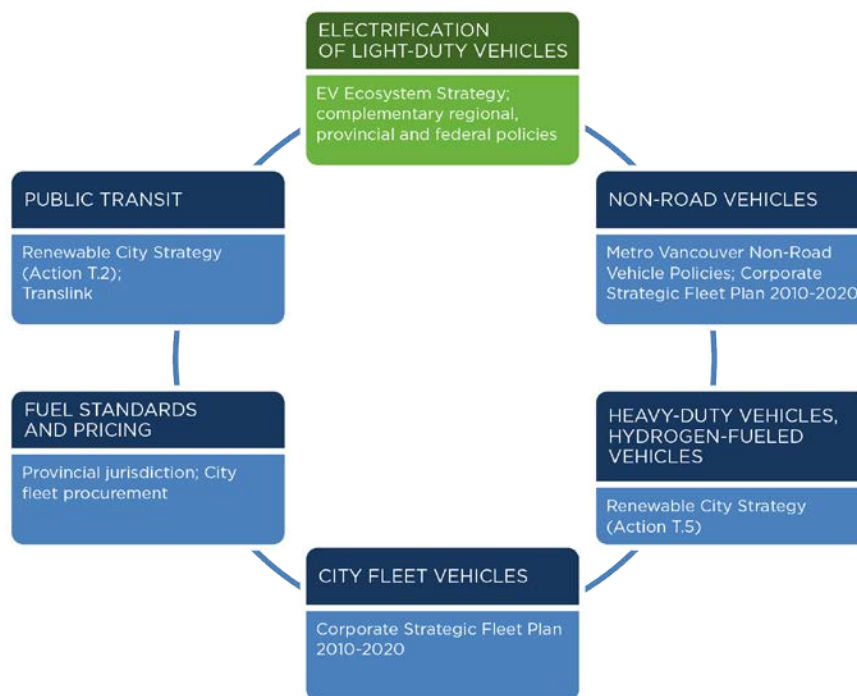 ELECTRIFICATION
OF LIGHT-DUTY VEHICLES
EV Ecosystem Strategy;
complementary regional,
provincial and federal policies
PUBLIC TRANSIT
Renewable City Strategy
(Action T.2);
Translink
NON-ROAD VEHICLES
Metro Vancouver Non-Road
Vehicle Policies; Corporate
Strategic Fleet Plan 2010-2020
FUEL STANDARDS
AND PRICING
Provincial jurisdiction; City
fleet procurement
HEAVY-DUTY VEHICLES,
HYDROGEN-FUELED
VEHICLES
Renewable City Strategy
(Action T.5)
CITY FLEET VEHICLES
Corporate Strategic Fleet Plan
2010-2020